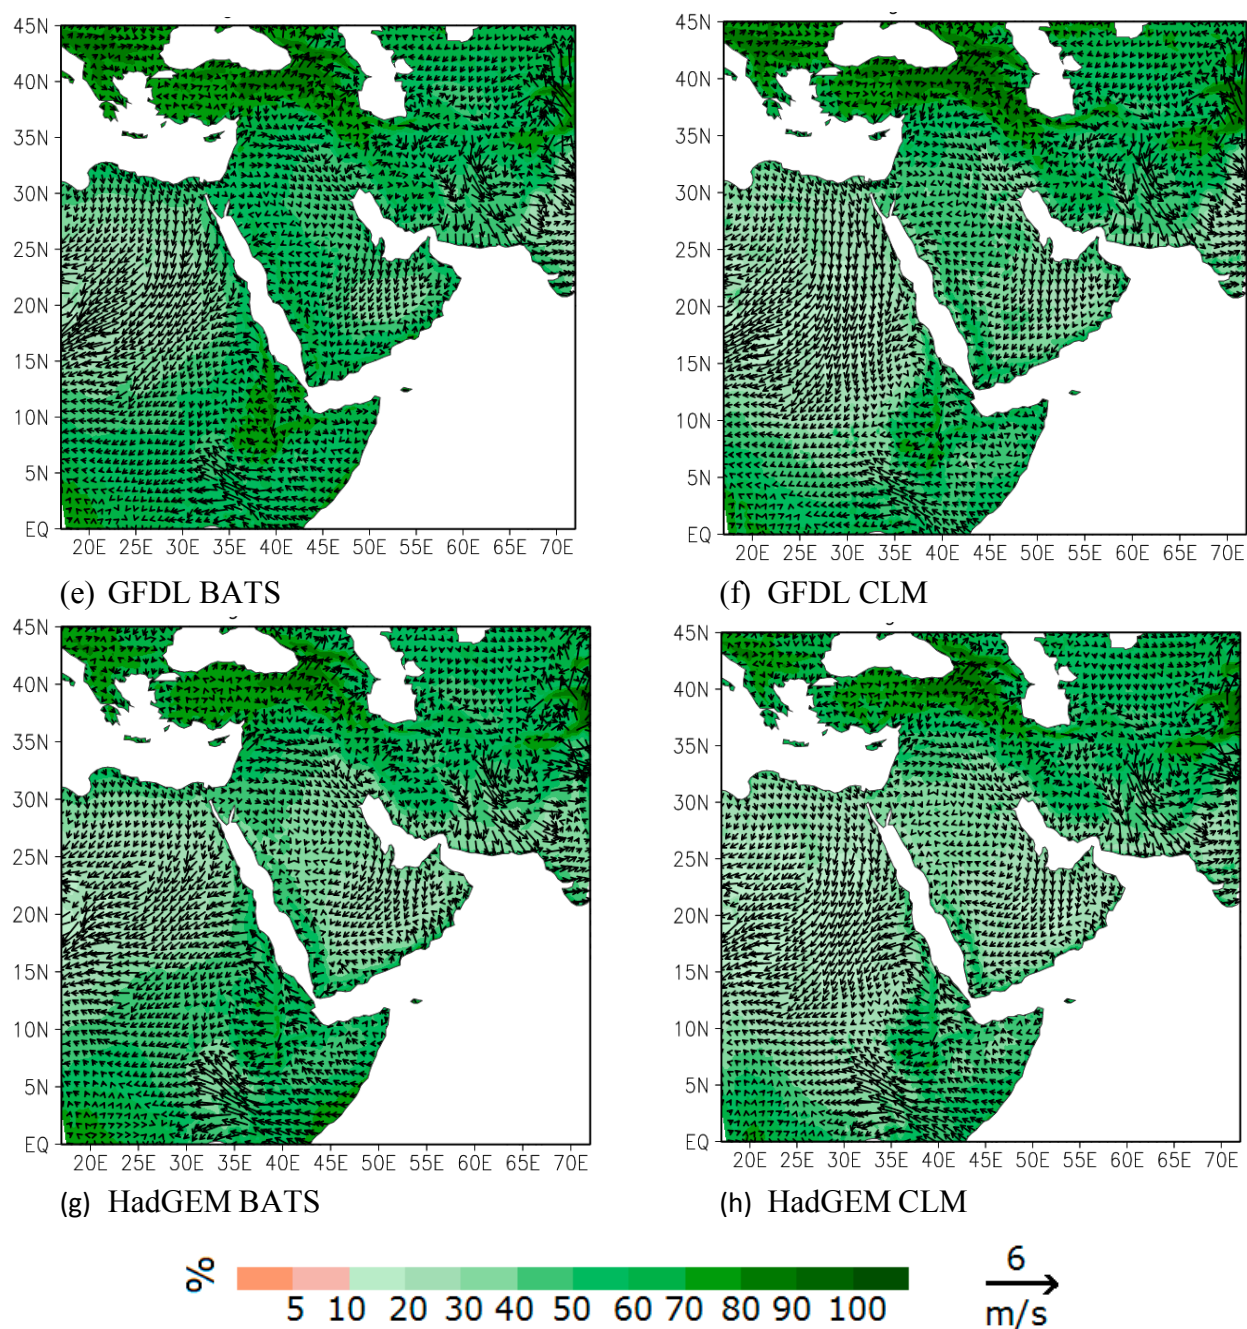 45N 45N
40N 40N
35N 35N
30N 30N
25N 25N
20N 20N
15N 15N
10N 10N
5N 5N
EQ EQ
20E 25E 30E 35E 40E 45E 50E 55E 60E 65E 70E 20E 25E 30E 35E 40E 45E 50E 55E 60E 65E 70E
(e) GFDL BATS (f) GFDL CLM
45N 45N
40N 40N
35N 35N
30N 30N
25N 25N
20N 20N
15N 15N
10N 10N
5N 5N
EQ EQ
20E 25E 30E 35E 40E 45E 50E 55E 60E 65E 70E 20E 25E 30E 35E 40E 45E 50E 55E 60E 65E 70E
(g) HadGEM BATS (h) HadGEM CLM
% 6
5 10 20 30 40 50 60 70 80 90 100 m/s